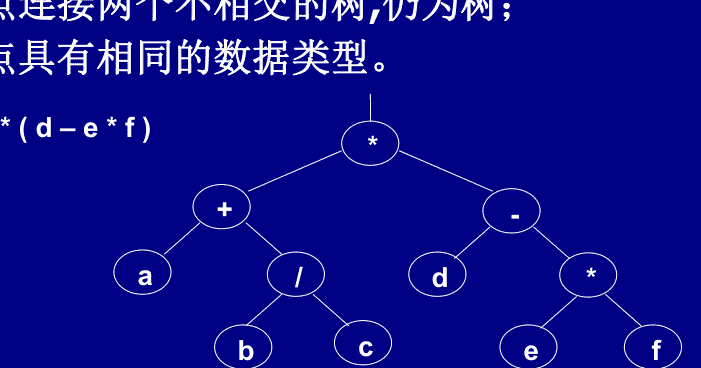 点连接两个不相交的树,仍为树；
点具有相同的数据类型。
* ( d – e * f )
*
+ -
a / d *
b c e f